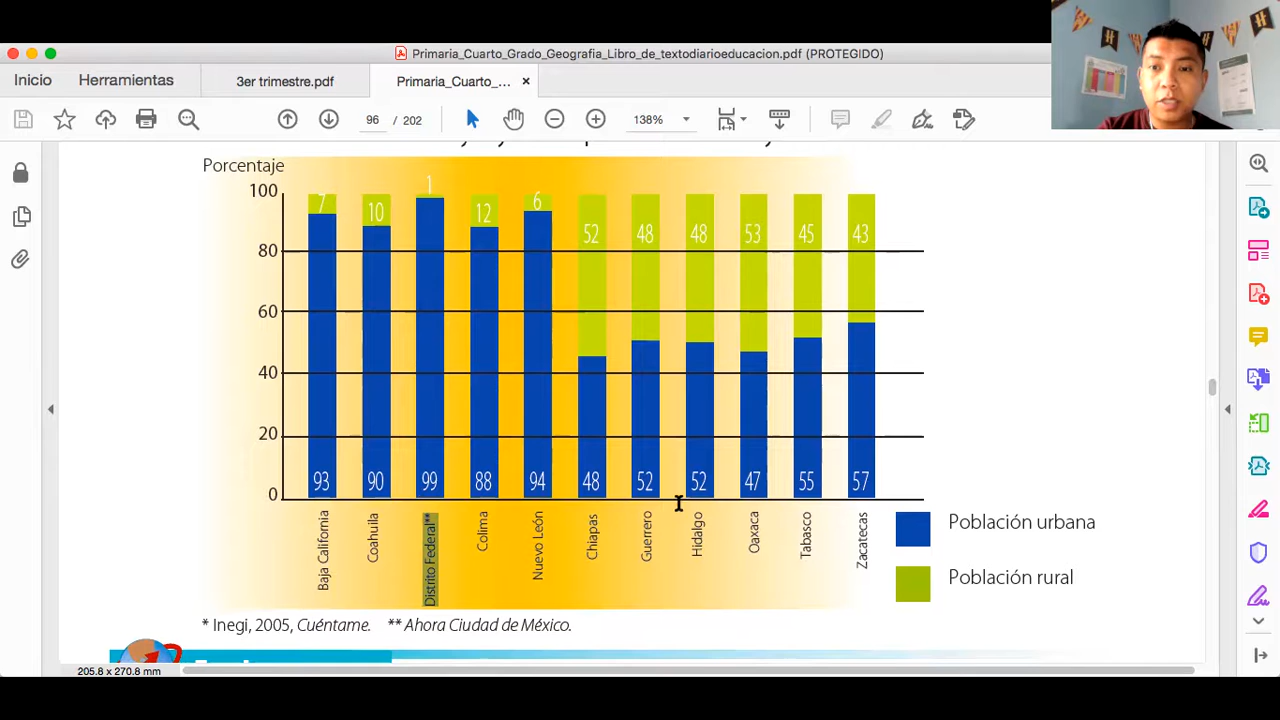 Primaria_Cuarto_Grado_Geografia_Libro_de_textodiarioeducacion.pdf (PROTEGIDO)
Inicio Herramientas 3er trimestre.pdf Primaria_Cuarto_... ×
96 / 202 138%
Porcentaje
100
80
60
40
20
0
7 10 1 12 6 52 48 48 53 45 43
93 90 99 88 94 48 52 52 47 55 57
Baja California
Coahuila
Distrito Federal**
Colima
Nuevo León
Chiapas
Guerrero
Hidalgo
Oaxaca
Tabasco
Zacatecas
Población urbana
Población rural
* Inegi, 2005, Cuéntame. ** Ahora Ciudad de México.
205.8 x 270.8 mm